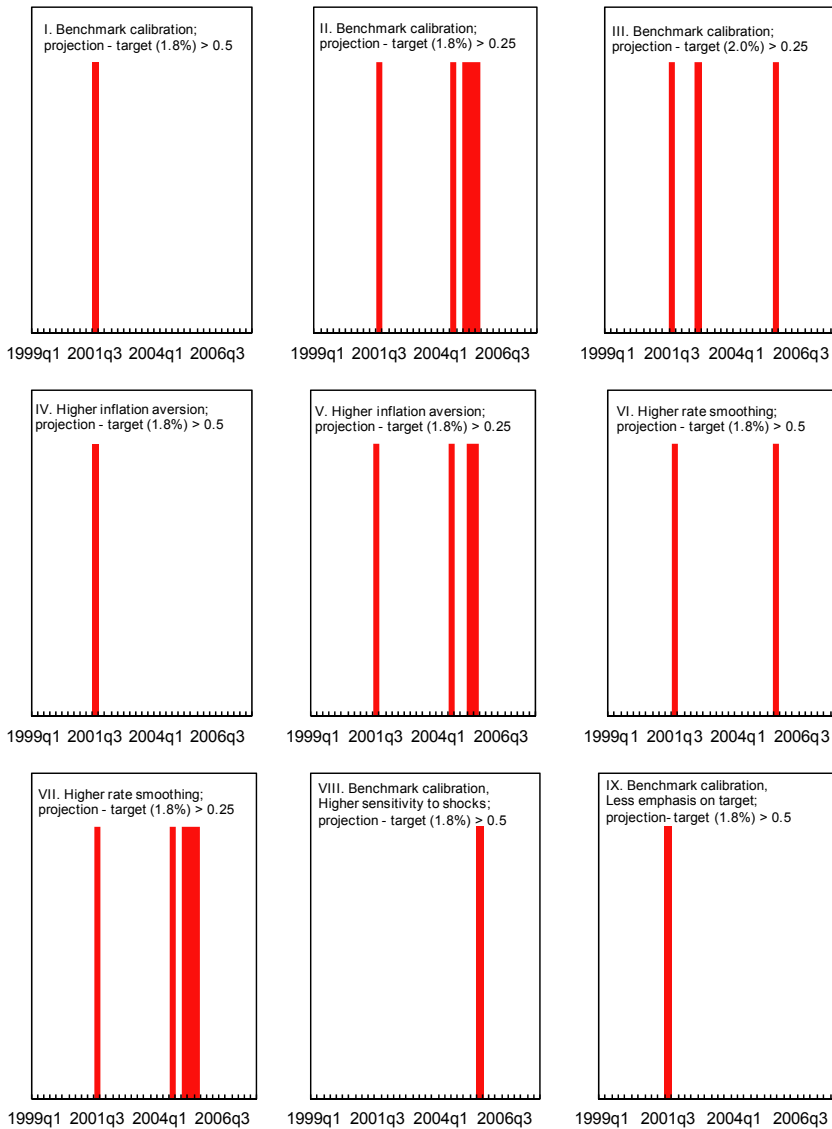 I. Benchmark calibration;
projection - target (1.8%) > 0.5
II. Benchmark calibration;
projection - target (1.8%) > 0.25
III. Benchmark calibration;
projection - target (2.0%) > 0.25
1999q1 2001q3 2004q1 2006q3
1999q1 2001q3 2004q1 2006q3
1999q1 2001q3 2004q1 2006q3
IV. Higher inflation aversion;
projection - target (1.8%) > 0.5
V. Higher inflation aversion;
projection - target (1.8%) > 0.25
VI. Higher rate smoothing;
projection - target (1.8%) > 0.5
1999q1 2001q3 2004q1 2006q3
1999q1 2001q3 2004q1 2006q3
1999q1 2001q3 2004q1 2006q3
VII. Higher rate smoothing;
projection - target (1.8%) > 0.25
VIII. Benchmark calibration,
Higher sensitivity to shocks;
projection - target (1.8%) > 0.5
IX. Benchmark calibration,
Less emphasis on target;
projection- target (1.8%) > 0.5
1999q1 2001q3 2004q1 2006q3
1999q1 2001q3 2004q1 2006q3
1999q1 2001q3 2004q1 2006q3